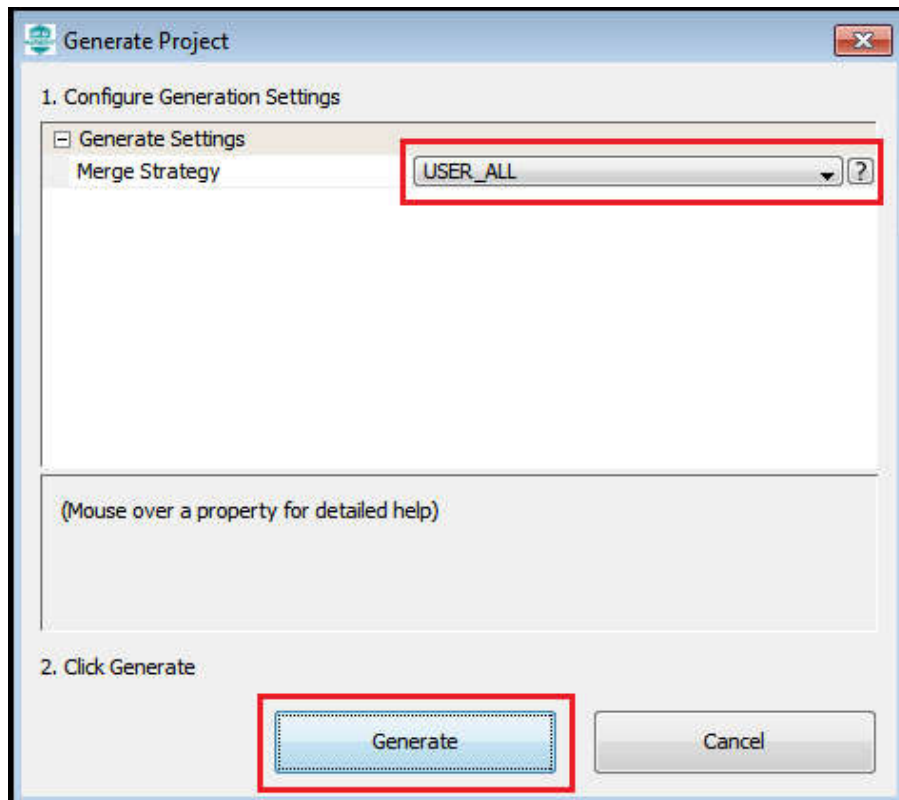 Generate Project
1. Configure Generation Settings
Generate Settings
Merge Strategy USER_ALL ?
(Mouse over a property for detailed help)
2. Click Generate
Generate Cancel